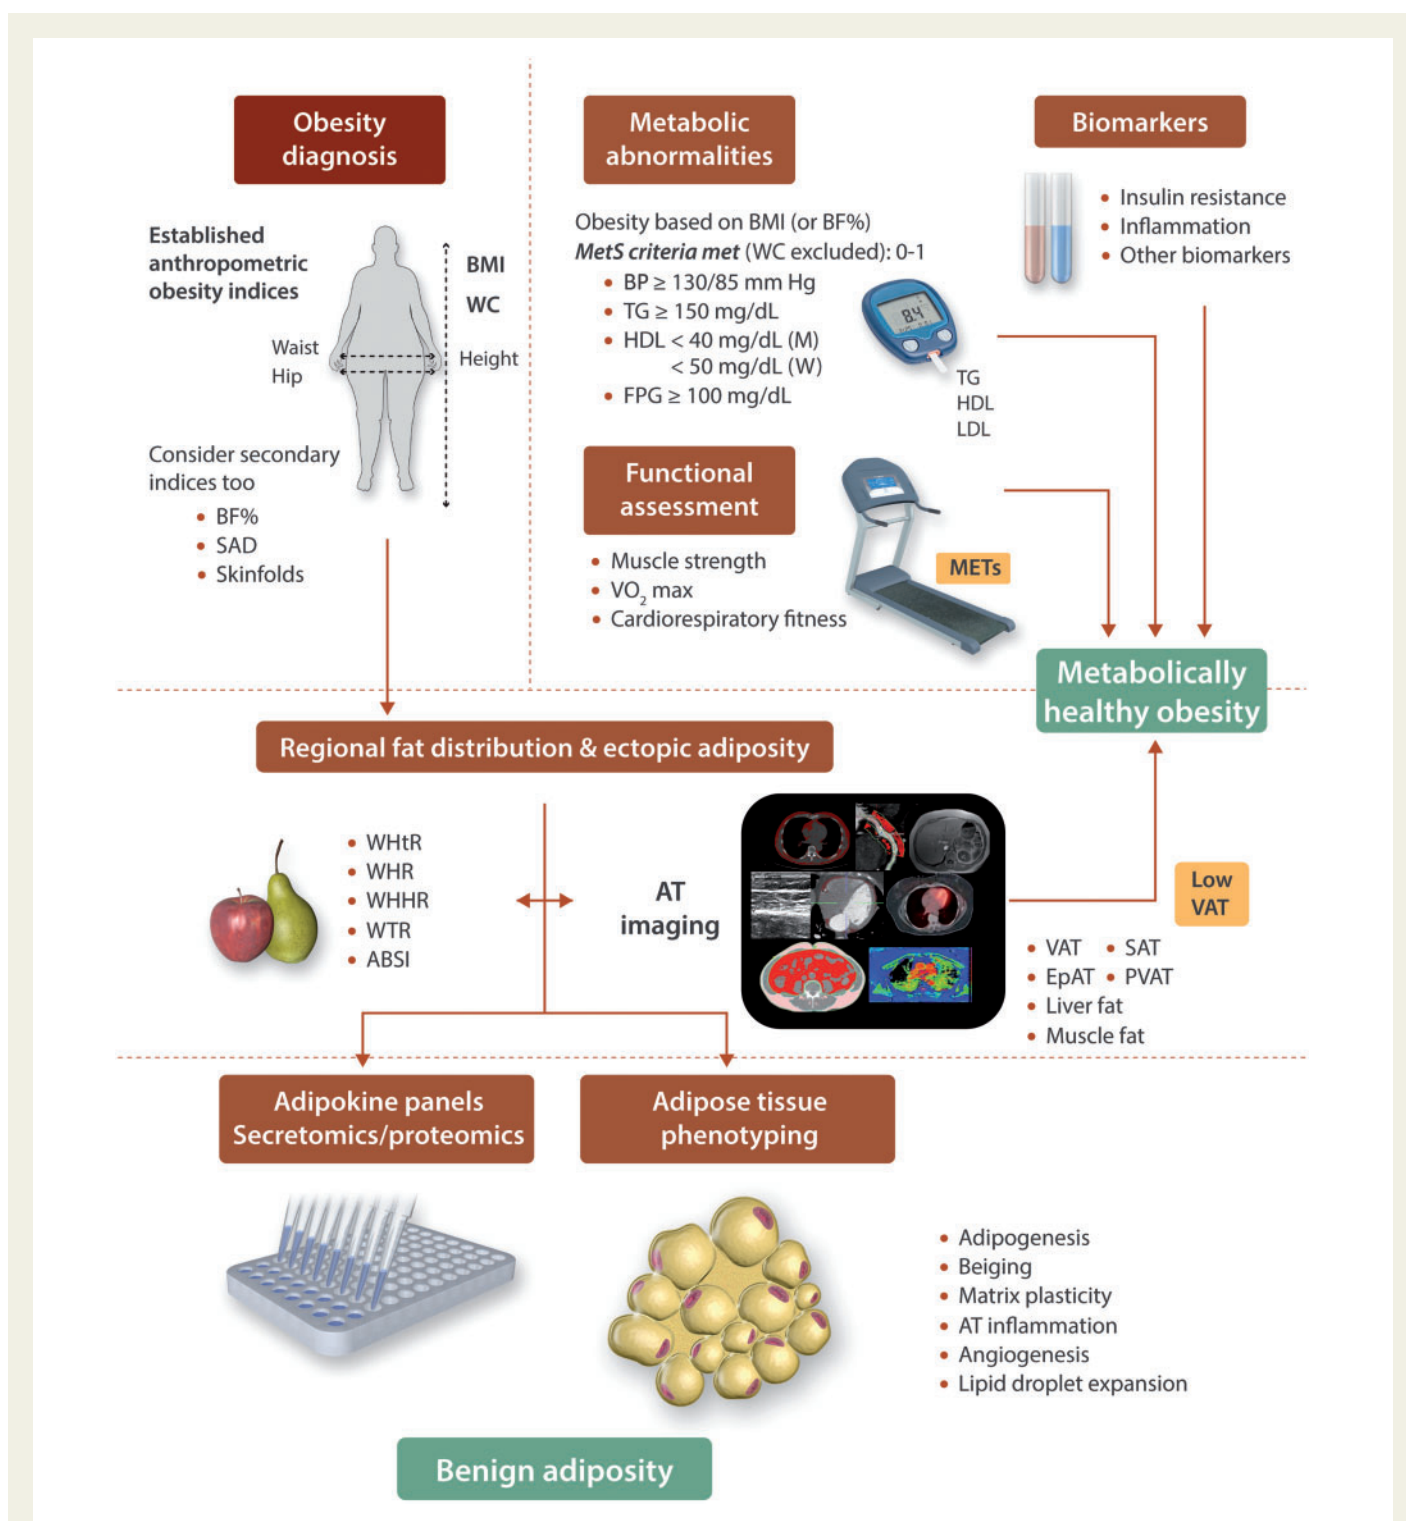 Obesity
diagnosis
Established
anthropometric
obesity indices
BMI
WC
Waist
Hip
Height
Consider secondary
indices too
• BF%
• SAD
• Skinfolds
Metabolic
abnormalities
Obesity based on BMI (or BF%)
MetS criteria met (WC excluded): 0-1
• BP ≥ 130/85 mm Hg
• TG ≥ 150 mg/dL
• HDL < 40 mg/dL (M)
< 50 mg/dL (W)
• FPG ≥ 100 mg/dL
8.4
TG
HDL
LDL
Biomarkers
• Insulin resistance
• Inflammation
• Other biomarkers
Functional
assessment
• Muscle strength
• VO₂ max
• Cardiorespiratory fitness
METs
Metabolically
healthy obesity
Regional fat distribution & ectopic adiposity
• WHtR
• WHR
• WHHR
• WTR
• ABSI
AT
imaging
Low
VAT
• VAT • SAT
• EpAT • PVAT
• Liver fat
• Muscle fat
Adipokine panels
Secretomics/proteomics
Adipose tissue
phenotyping
• Adipogenesis
• Beiging
• Matrix plasticity
• AT inflammation
• Angiogenesis
• Lipid droplet expansion
Benign adiposity